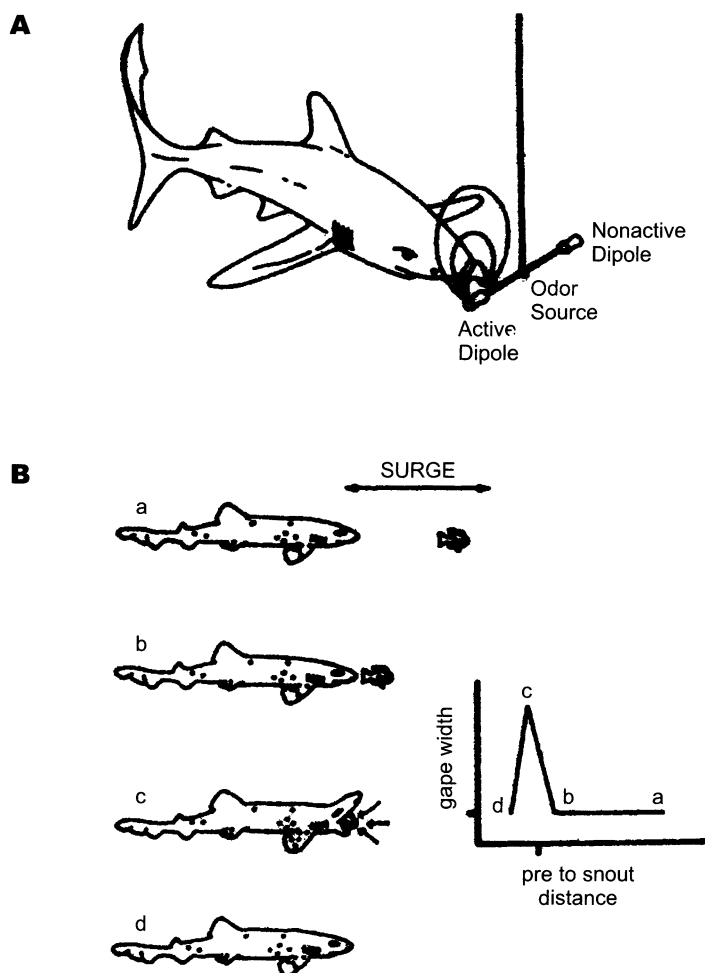 A
Nonactive
Dipole
Odor
Source
Active
Dipole
B
SURGE
a
b
c
d
gape width
c
d
b
a
pre to snout
distance